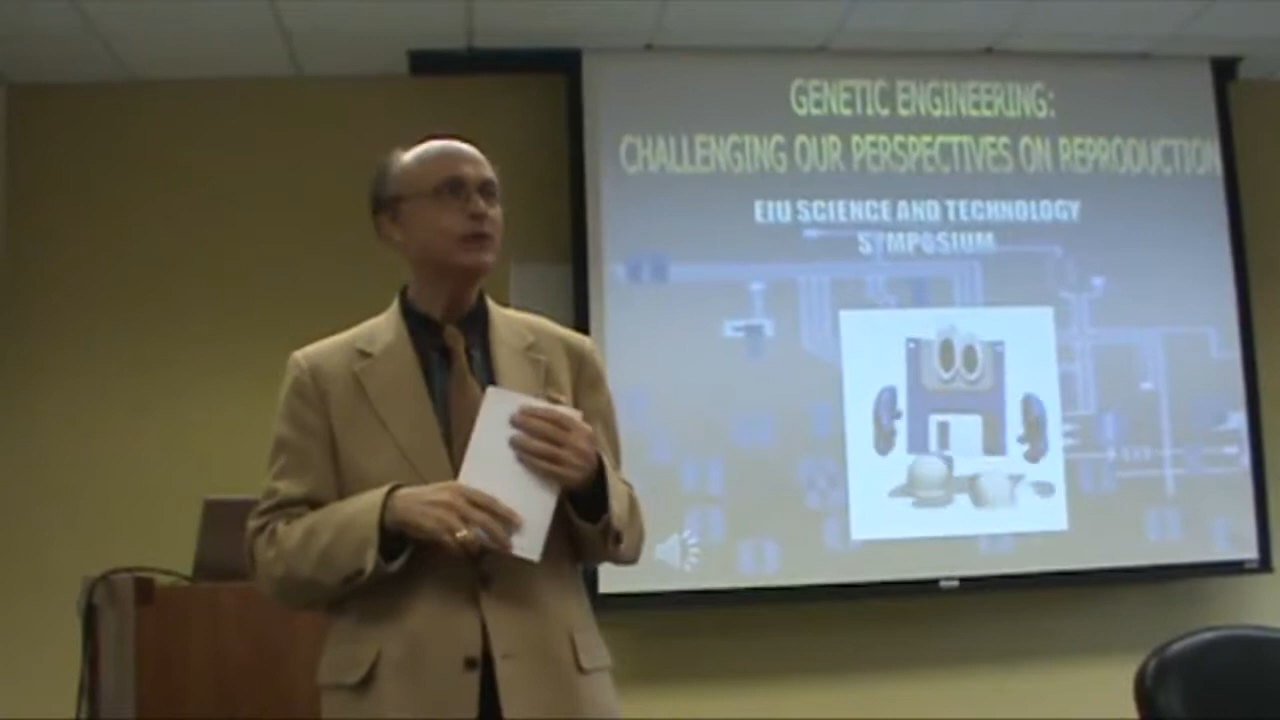 GENETIC ENGINEERING:
CHALLENGING OUR PERSPECTIVES ON REPRODUCTION
EIU SCIENCE AND TECHNOLOGY
SYMPOSIUM